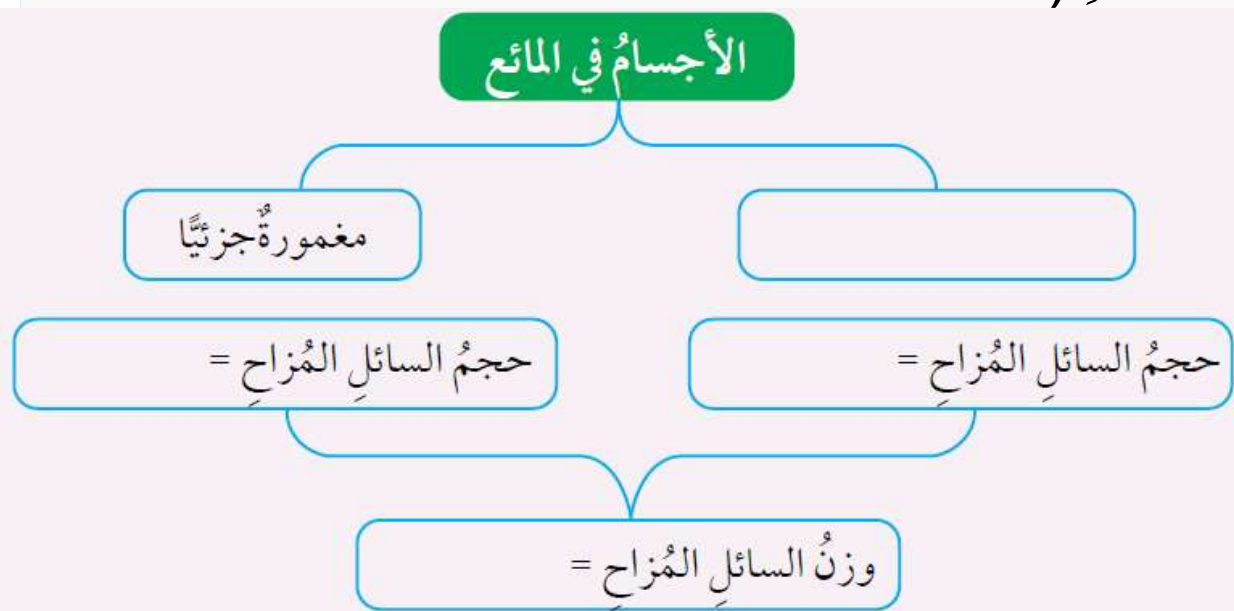 الأجسامُ في المائع
مغمورةٌ جزئيًّا
حجمُ السائلِ المُزاحِ =
حجمُ السائلِ المُزاحِ =
وزنُ السائلِ المُزاحِ =